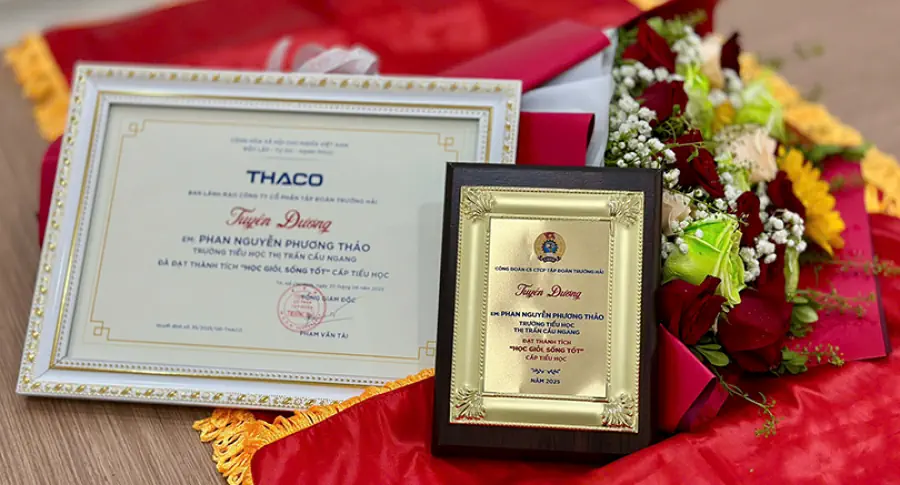 CỘNG HÒA XÃ HỘI CHỦ NGHĨA VIỆT NAM
ĐỘC LẬP - TỰ DO - HẠNH PHÚC
THACO
BAN LÃNH ĐẠO CÔNG TY CỔ PHẦN TẬP ĐOÀN TRƯỜNG HẢI
Tuyên Dương
EM: PHAN NGUYỄN PHƯƠNG THẢO
TRƯỜNG TIỂU HỌC THỊ TRẤN CẦU NGANG
ĐÃ ĐẠT THÀNH TÍCH "HỌC GIỎI, SỐNG TỐT" CẤP TIỂU HỌC
TỔNG GIÁM ĐỐC
PHẠM VĂN TÀI
CÔNG ĐOÀN CS CTCP TẬP ĐOÀN TRƯỜNG HẢI
Tuyên Dương
EM: PHAN NGUYỄN PHƯƠNG THẢO
TRƯỜNG TIỂU HỌC
THỊ TRẤN CẦU NGANG
ĐẠT THÀNH TÍCH
"HỌC GIỎI, SỐNG TỐT"
CẤP TIỂU HỌC
NĂM 2025